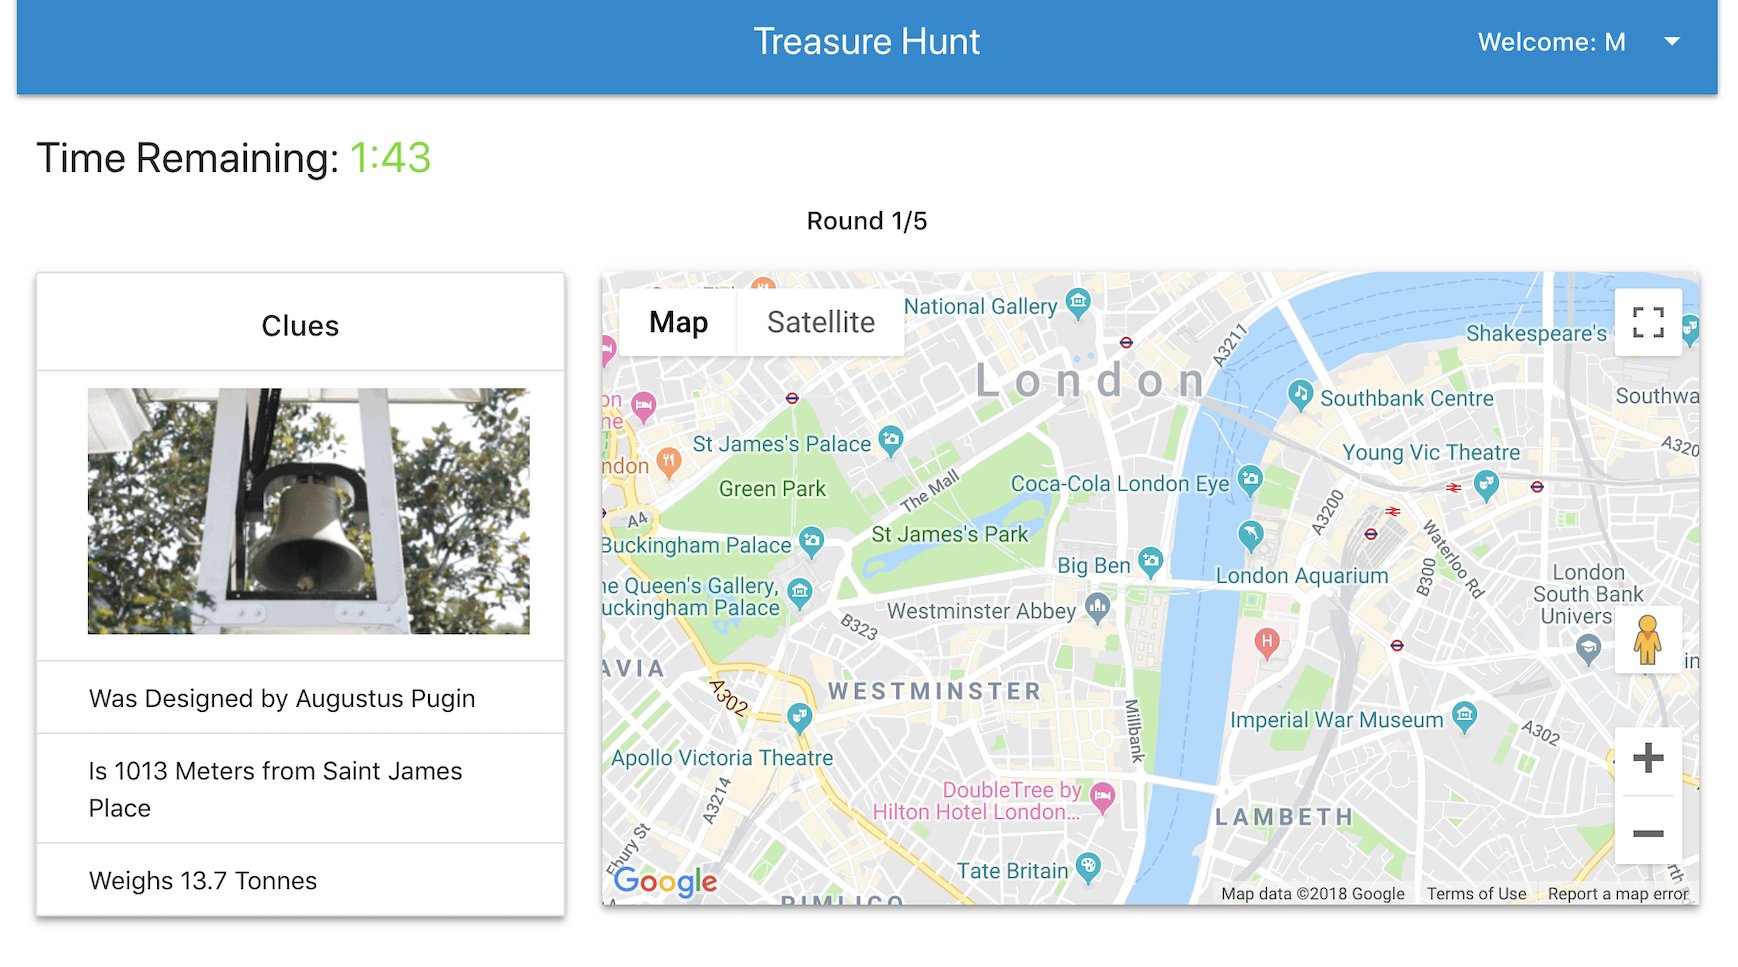 Treasure Hunt
Welcome: M
Time Remaining: 1:43
Round 1/5
Clues
Was Designed by Augustus Pugin
Is 1013 Meters from Saint James
Place
Weighs 13.7 Tonnes
Map
Satellite
National Gallery
A3211
Shakespeare's
London
Southbank Centre
Southwa
A320
St James's Palace
Young Vic Theatre
ndon
Green Park
The Mall
Coca-Cola London Eye
A3200
A4
St James's Park
Waterloo Rd
Buckingham Palace
Big Ben
London Aquarium
B300
London
South Bank
Univers
he Queen's Gallery,
uckingham Palace
Westminster Abbey
B323
H
AVIA
WESTMINSTER
A302
Millbank
Imperial War Museum
A302
in
Apollo Victoria Theatre
A3214
DoubleTree by
Hilton Hotel London...
LAMBETH
Ebury St
Tate Britain
Google
PIMLICO
Map data ©2018 Google
Terms of Use
Report a map error